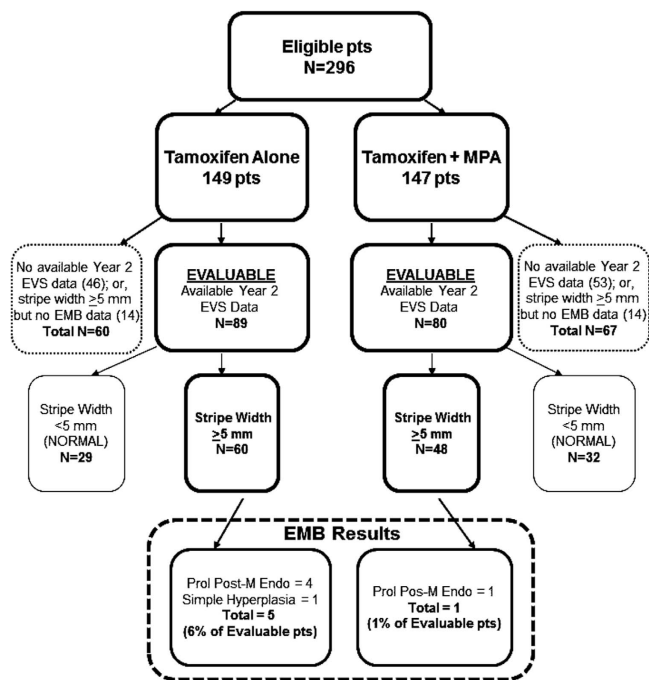 Eligible pts
N=296
Tamoxifen Alone
149 pts
Tamoxifen + MPA
147 pts
No available Year 2
EVS data (46); or,
stripe width ≥5 mm
but no EMB data (14)
Total N=60
EVALUABLE
Available Year 2
EVS Data
N=89
EVALUABLE
Available Year 2
EVS Data
N=80
No available Year 2
EVS data (53); or,
stripe width ≥5 mm
but no EMB data (14)
Total N=67
Stripe Width
<5 mm
(NORMAL)
N=29
Stripe Width
≥5 mm
N=60
Stripe Width
≥5 mm
N=48
Stripe Width
<5 mm
(NORMAL)
N=32
EMB Results
Prol Post-M Endo = 4
Simple Hyperplasia = 1
Total = 5
(6% of Evaluable pts)
Prol Pos-M Endo = 1
Total = 1
(1% of Evaluable pts)